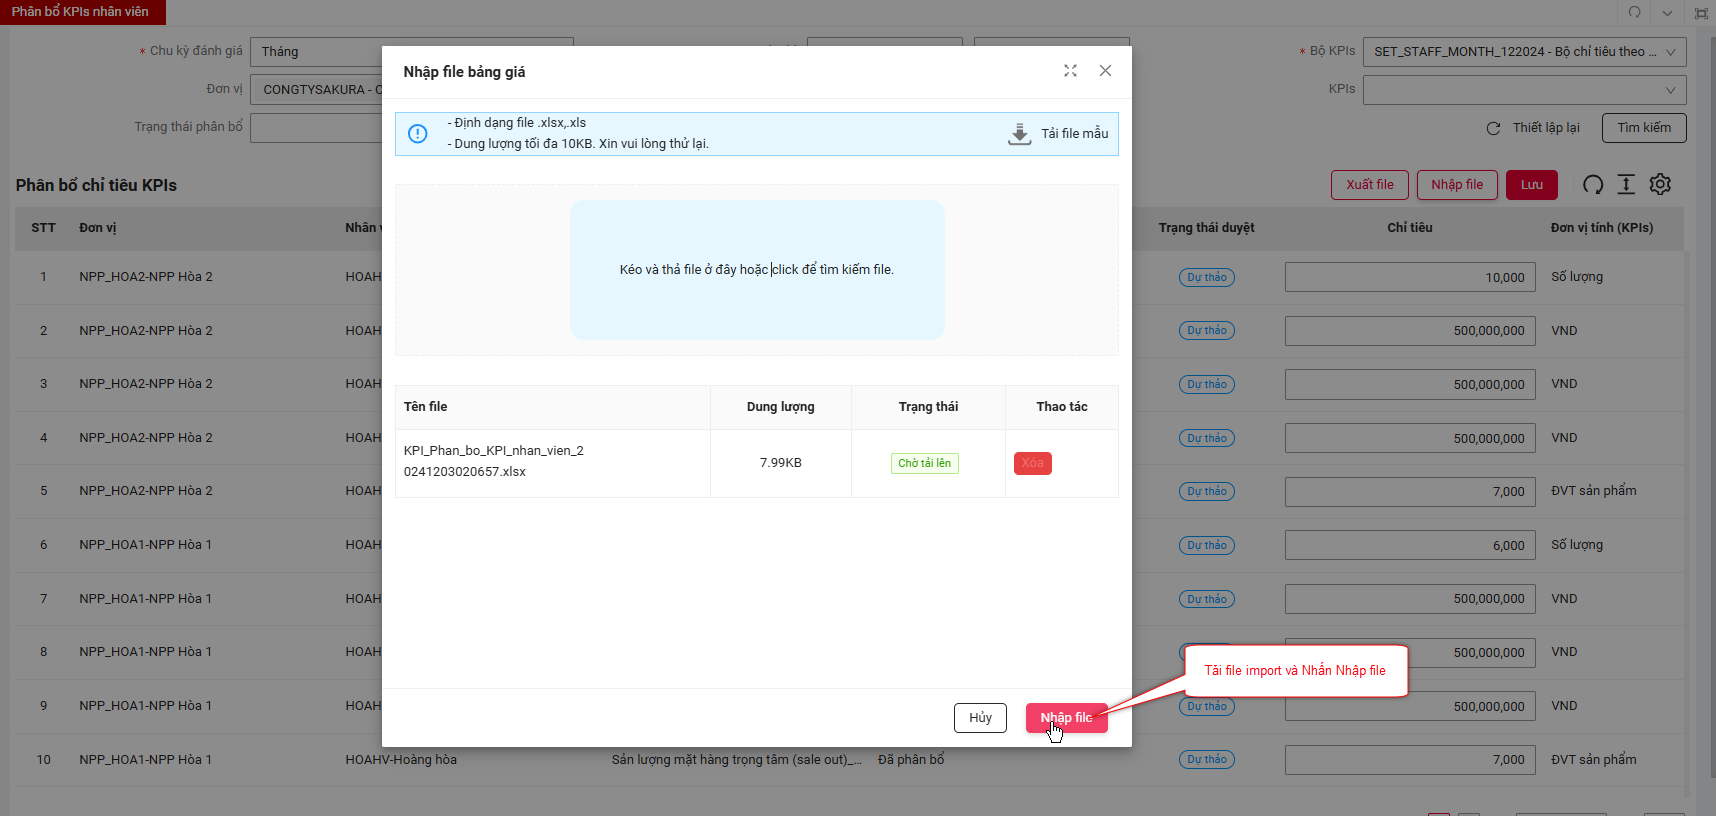 Phân bổ KPIs nhân viên
* Chu kỳ đánh giá
Tháng
* Bộ KPIs
SET_STAFF_MONTH_122024 - Bộ chỉ tiêu theo ...
Đơn vị
CONGTYSAKURA - C
KPIs
Trạng thái phân bổ
Thiết lập lại
Tìm kiếm
Nhập file bảng giá
- Định dạng file .xlsx,.xls
- Dung lượng tối đa 10KB. Xin vui lòng thử lại.
Tải file mẫu
Kéo và thả file ở đây hoặc click để tìm kiếm file.
Tên file Dung lượng Trạng thái Thao tác
KPI_Phan_bo_KPI_nhan_vien_2
0241203020657.xlsx
7.99KB
Chờ tải lên
Xóa
Hủy
Nhập file
Tải file import và Nhấn Nhập file
Phân bổ chỉ tiêu KPIs
Xuất file
Nhập file
Lưu
STT Đơn vị Nhân v Trạng thái duyệt Chỉ tiêu Đơn vị tính (KPIs)
1 NPP_HOA2-NPP Hòa 2 HOAH Dự thảo 10,000 Số lượng
2 NPP_HOA2-NPP Hòa 2 HOAH Dự thảo 500,000,000 VND
3 NPP_HOA2-NPP Hòa 2 HOAH Dự thảo 500,000,000 VND
4 NPP_HOA2-NPP Hòa 2 HOAH Dự thảo 500,000,000 VND
5 NPP_HOA2-NPP Hòa 2 HOAH Dự thảo 7,000 ĐVT sản phẩm
6 NPP_HOA1-NPP Hòa 1 HOAH Dự thảo 6,000 Số lượng
7 NPP_HOA1-NPP Hòa 1 HOAH Dự thảo 500,000,000 VND
8 NPP_HOA1-NPP Hòa 1 HOAH 500,000,000 VND
9 NPP_HOA1-NPP Hòa 1 HOAH Dự thảo 500,000,000 VND
10 NPP_HOA1-NPP Hòa 1 HOAHV-Hoàng hòa Sản lượng mặt hàng trọng tâm (sale out)_... Đã phân bổ Dự thảo 7,000 ĐVT sản phẩm